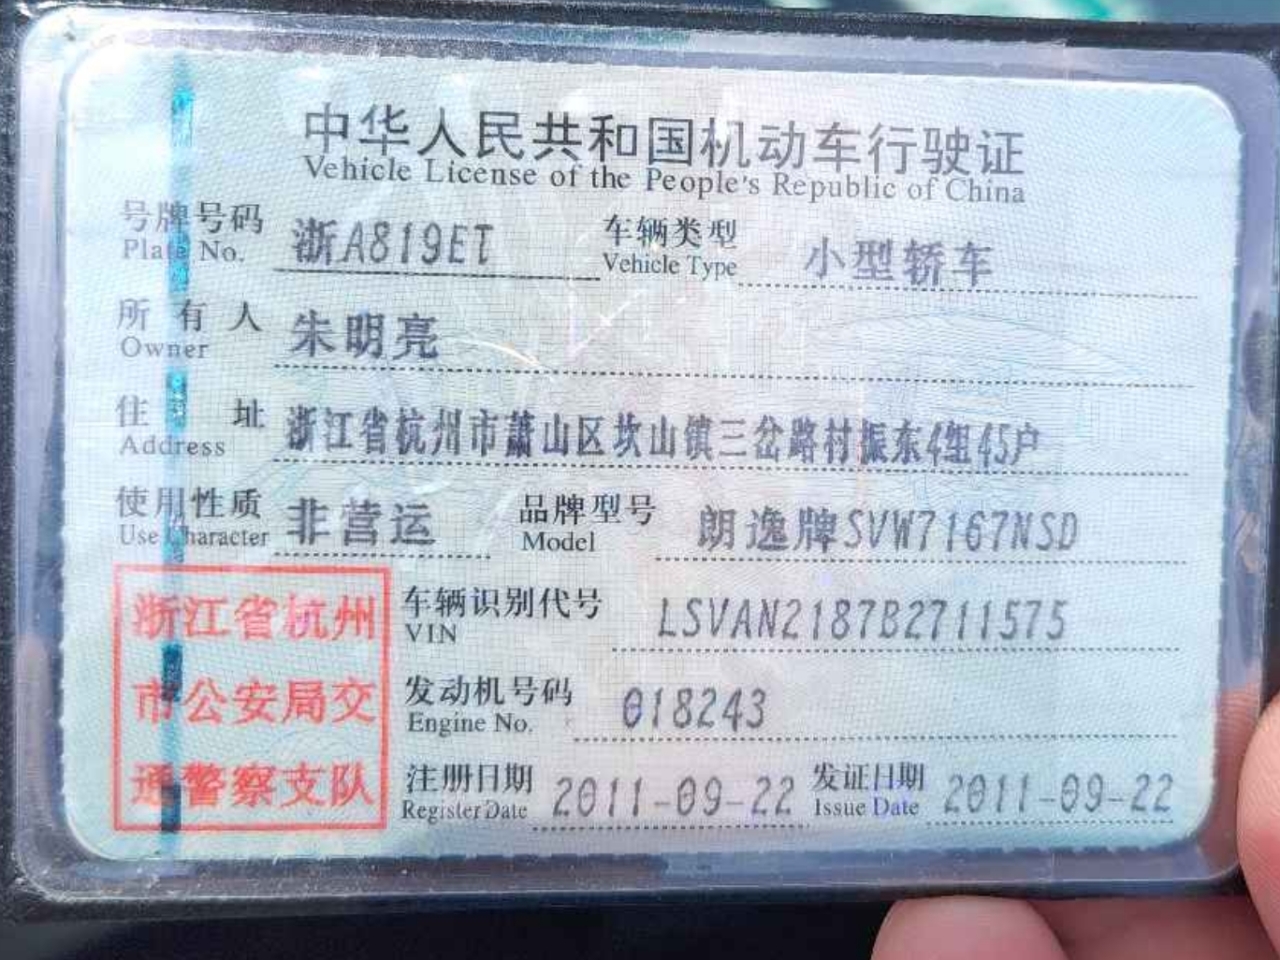 中华人民共和国机动车行驶证
Vehicle License of the People's Republic of China
号牌号码 浙A819ET 车辆类型 小型轿车
Plate No. Vehicle Type
所有人 朱明亮
Owner
住址 浙江省杭州市萧山区坎山镇三岔路村振东4组45户
Address
使用性质 非营运 品牌型号 朗逸牌SVW7167NSD
Use Character Model
浙江省杭州
市公安局交
通警察支队
车辆识别代号 LSVAN2187B2711575
VIN
发动机号码 018243
Engine No.
注册日期 2011-09-22 发证日期 2011-09-22
Register Date Issue Date